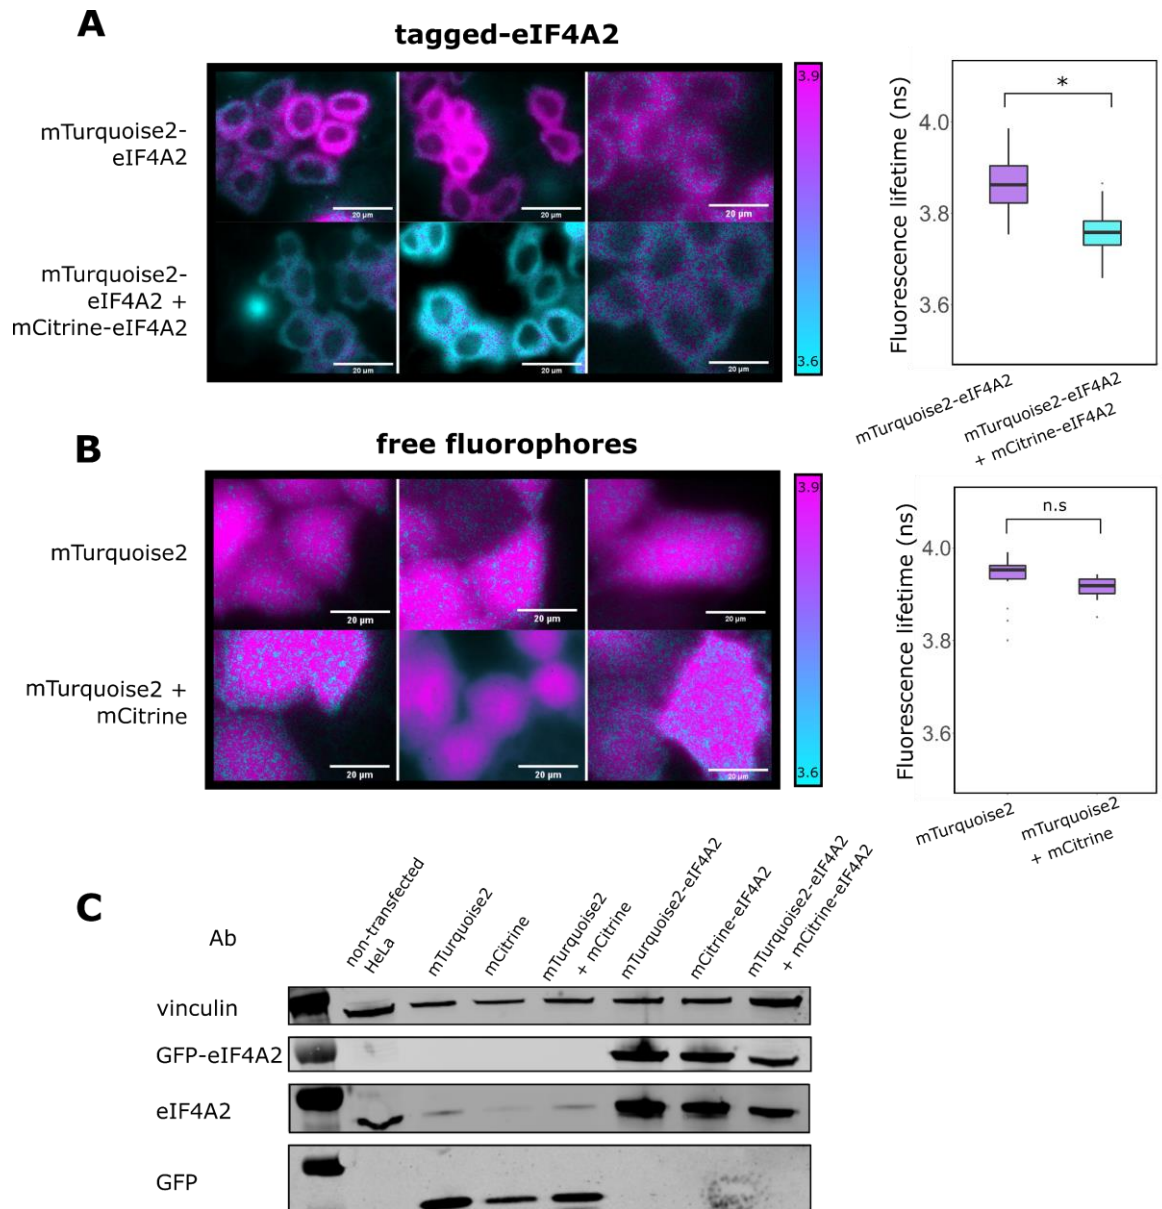 A
tagged-eIF4A2
mTurquoise2-
eIF4A2
mTurquoise2-
eIF4A2 +
mCitrine-eIF4A2
20 µm
20 µm
20 µm
20 µm
20 µm
20 µm
3.9
3.6
Fluorescence lifetime (ns)
4.0
3.8
3.6
*
mTurquoise2-eIF4A2
mTurquoise2-eIF4A2
+ mCitrine-eIF4A2
B
free fluorophores
mTurquoise2
mTurquoise2 +
mCitrine
20 µm
20 µm
20 µm
20 µm
20 µm
20 µm
3.9
3.6
Fluorescence lifetime (ns)
4.0
3.8
3.6
n.s
mTurquoise2
mTurquoise2
+ mCitrine
C
Ab
non-transfected
HeLa
mTurquoise2
mCitrine
mTurquoise2
+ mCitrine
mTurquoise2-eIF4A2
mCitrine-eIF4A2
mTurquoise2-eIF4A2
+ mCitrine-eIF4A2
vinculin
GFP-eIF4A2
eIF4A2
GFP